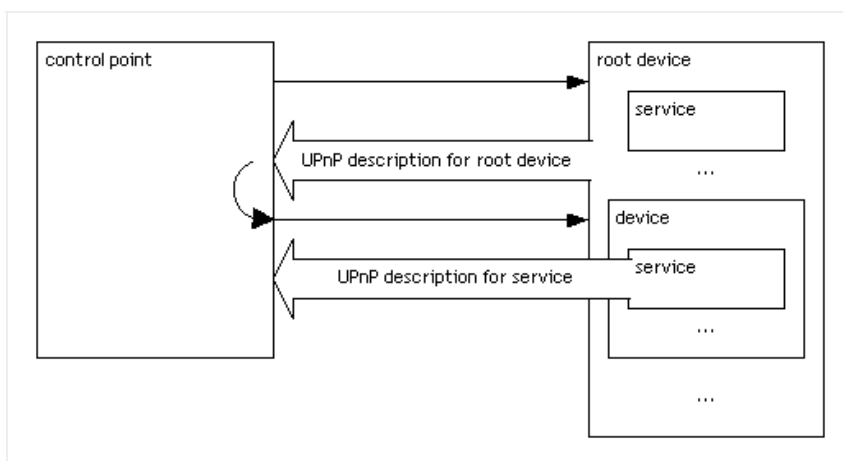 control point
root device
service
UPnP description for root device
...
device
service
UPnP description for service
...
...